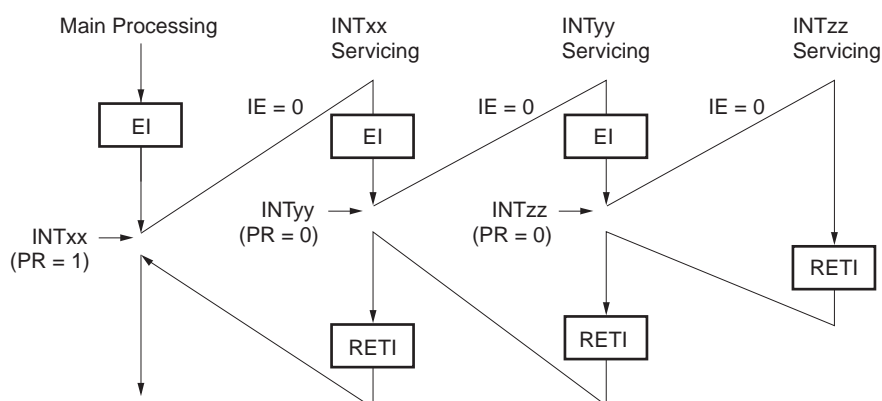 Main Processing
INTxx
Servicing
INTyy
Servicing
INTzz
Servicing
EI
IE = 0
EI
IE = 0
EI
IE = 0
INTxx
(PR = 1)
INTyy
(PR = 0)
INTzz
(PR = 0)
RETI
RETI
RETI